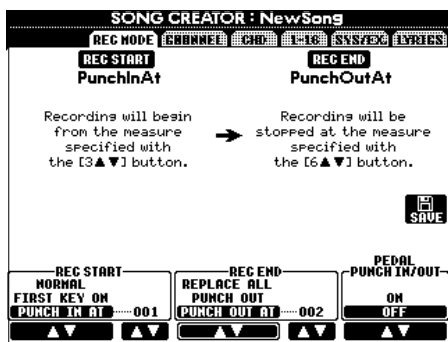 SONG CREATOR : NewSong
REC MODE CHANNEL CHD 1-16 SYS/EX. LYRICS
REC START
PunchInAt
REC END
PunchOutAt
Recording will begin
from the measure
specified with
the [3▲▼] button.
Recording will be
stopped at the measure
specified with
the [6▲▼] button.
SAVE
REC START
NORMAL
FIRST KEY ON
PUNCH IN AT 001
REC END
REPLACE ALL
PUNCH OUT
PUNCH OUT AT 002
PEDAL
PUNCH IN/OUT
ON
OFF